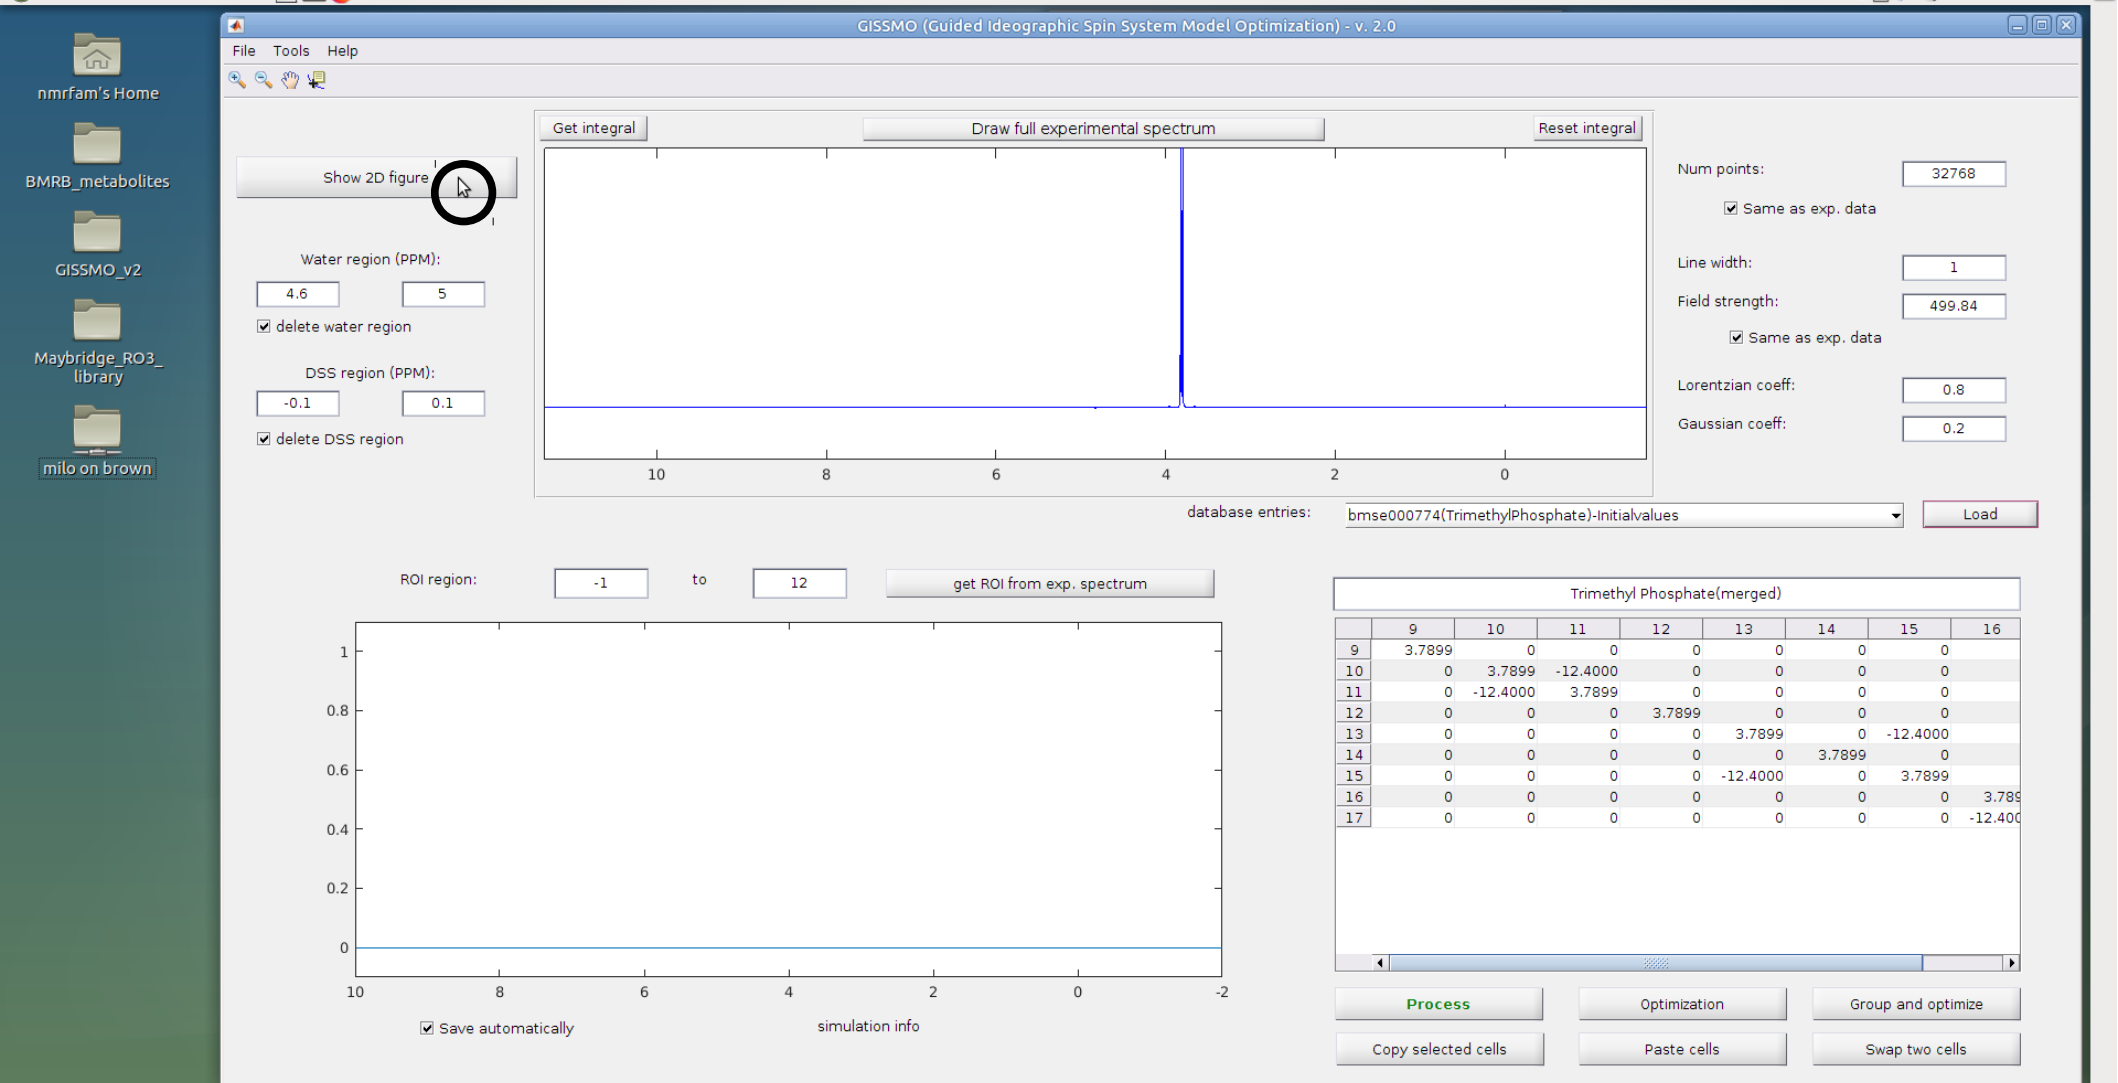 GISSMO (Guided Ideographic Spin System Model Optimization) - v. 2.0
File Tools Help
nmrfam's Home
BMRB_metabolites
GISSMO_v2
Maybridge_RO3_
library
milo on brown
Get integral
Draw full experimental spectrum
Reset integral
Show 2D figure
Water region (PPM):
4.6 5
delete water region
DSS region (PPM):
-0.1 0.1
delete DSS region
10 8 6 4 2 0
Num points:
32768
Same as exp. data
Line width:
1
Field strength:
499.84
Same as exp. data
Lorentzian coeff:
0.8
Gaussian coeff:
0.2
database entries:
bmse000774(TrimethylPhosphate)-Initialvalues
Load
ROI region:
-1 to 12
get ROI from exp. spectrum
1
0.8
0.6
0.4
0.2
0
10 8 6 4 2 0 -2
Save automatically
simulation info
Trimethyl Phosphate(merged)
9 10 11 12 13 14 15 16
9 3.7899 0 0 0 0 0 0
10 0 3.7899 -12.4000 0 0 0 0
11 0 -12.4000 3.7899 0 0 0 0
12 0 0 0 3.7899 0 0 0
13 0 0 0 0 3.7899 0 -12.4000
14 0 0 0 0 0 3.7899 0
15 0 0 0 0 -12.4000 0 3.7899
16 0 0 0 0 0 0 0 3.789
17 0 0 0 0 0 0 0 -12.400
Process
Optimization
Group and optimize
Copy selected cells
Paste cells
Swap two cells